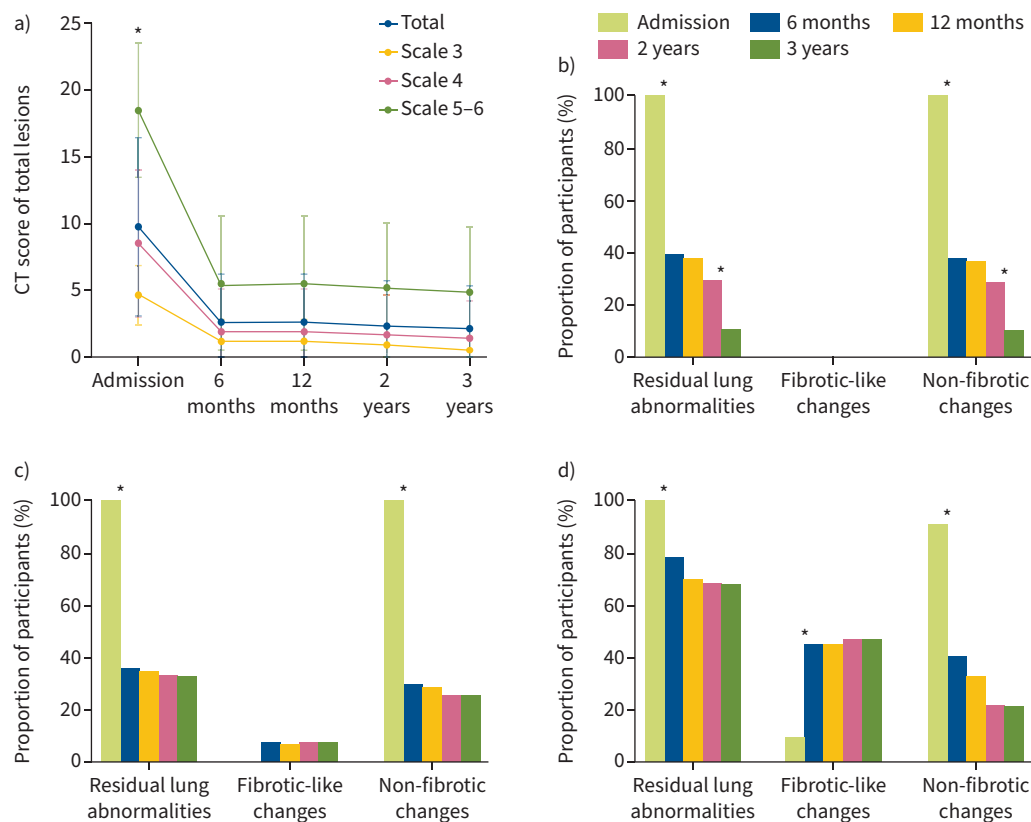 a)
CT score of total lesions
25
20
15
10
5
0
*
Total
Scale 3
Scale 4
Scale 5–6
Admission
6
months
12
months
2
years
3
years
Admission
6 months
12 months
2 years
3 years
b)
Proportion of participants (%)
100
80
60
40
20
0
*
*
*
*
Residual lung
abnormalities
Fibrotic-like
changes
Non-fibrotic
changes
c)
Proportion of participants (%)
100
80
60
40
20
0
*
*
Residual lung
abnormalities
Fibrotic-like
changes
Non-fibrotic
changes
d)
Proportion of participants (%)
100
80
60
40
20
0
*
*
*
Residual lung
abnormalities
Fibrotic-like
changes
Non-fibrotic
changes